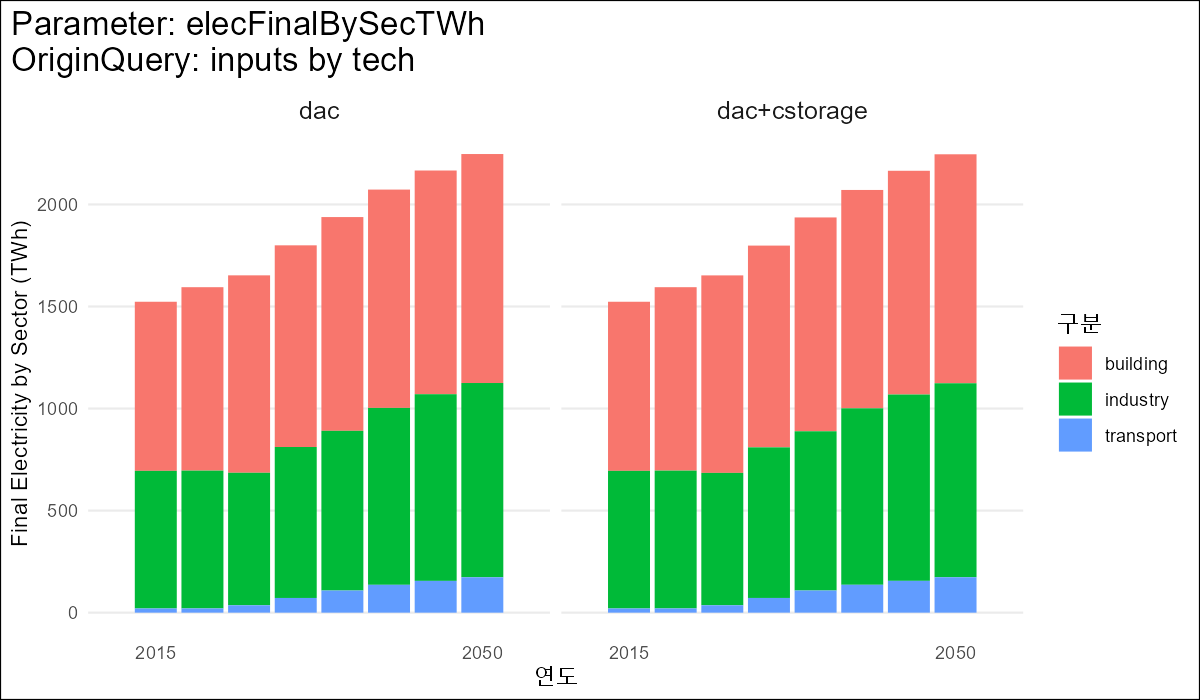 Parameter: elecFinalBySecTWh
OriginQuery: inputs by tech
dac
dac+cstorage
Final Electricity by Sector (TWh)
2000
1500
1000
500
0
2015
2050
2015
2050
연도
구분
building
industry
transport